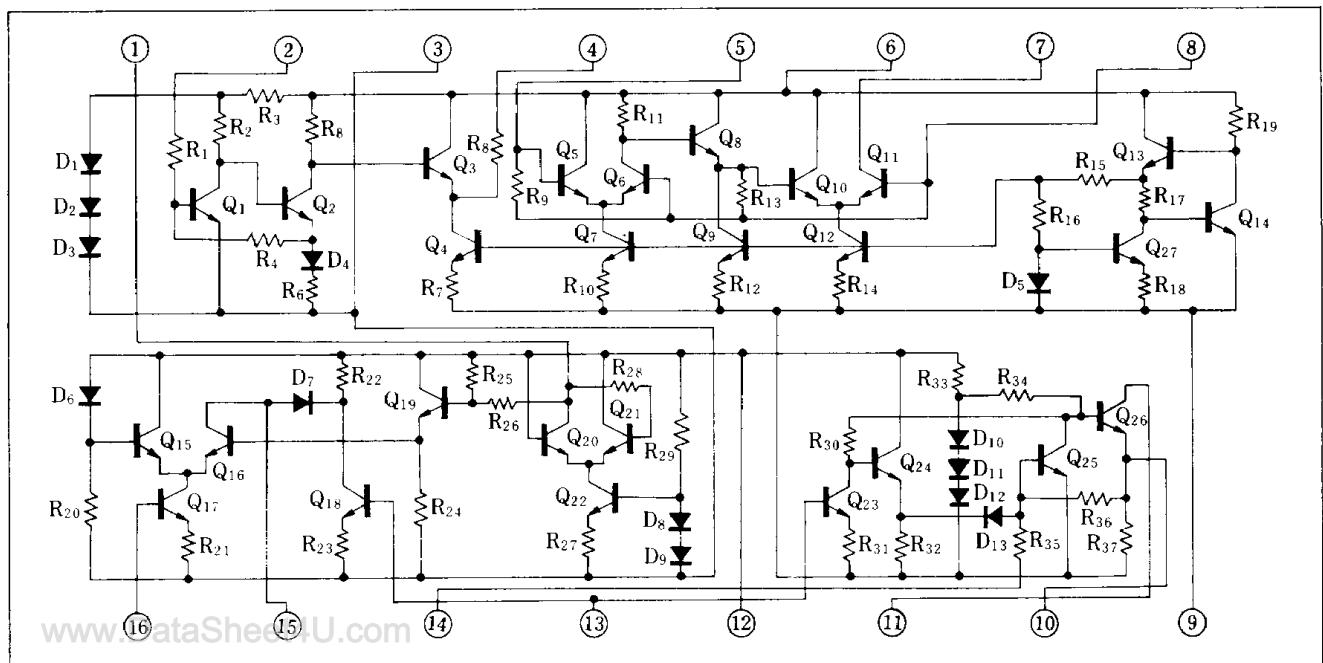 ① ② ③ ④ ⑤ ⑥ ⑦ ⑧
R3
R2 R8 R11 R19
R1 R8 Q8 Q13
D1 Q3 Q5 Q6 Q11 R15
D2 Q1 Q2 R9 R13 Q10 R16 R17 Q14
D3 R4 D4 Q4 Q7 Q9 Q12 Q27
R6 R7 R10 R12 R14 D5 R18
R28 R33 R34
D6 D7 R22 Q19 R25 R26 Q21 Q26
Q15 Q20 R29 R30 D10 Q25
Q16 Q24 D11
R20 Q17 Q18 R24 Q22 Q23 D12 R36
R21 R23 R27 D8 D9 R31 R32 D13 R35 R37
⑯ ⑮ ⑭ ⑬ ⑫ ⑪ ⑩ ⑨
www.DataSheet4U.com